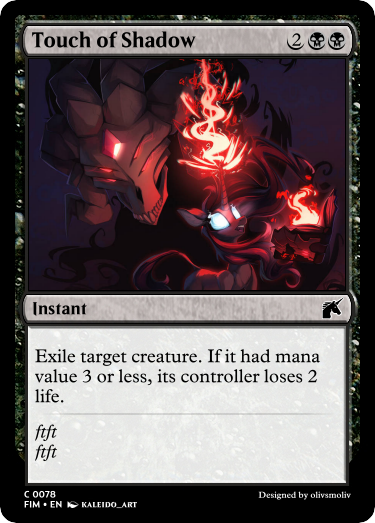 Touch of Shadow 2
Instant
Exile target creature. If it had mana
value 3 or less, its controller loses 2
life.
ftft
ftft
C 0078
FIM • EN KALEIDO_ART
Designed by olivsmoliv